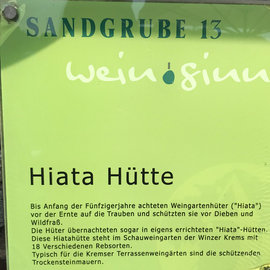 SANDGRUBE 13
wein.sinn
Hiata Hütte
Bis Anfang der Fünfzigerjahre achteten Weingartenhüter ("Hiata")
vor der Ernte auf die Trauben und schützten sie vor Dieben und
Wildfraß.
Die Hüter übernachteten sogar in eigens errichteten "Hiata"-Hütten.
Diese Hiatahütte steht im Schauweingarten der Winzer Krems mit
18 Verschiedenen Rebsorten.
Typisch für die Kremser Terrassenweingärten sind die schützenden
Trockensteinmauern.